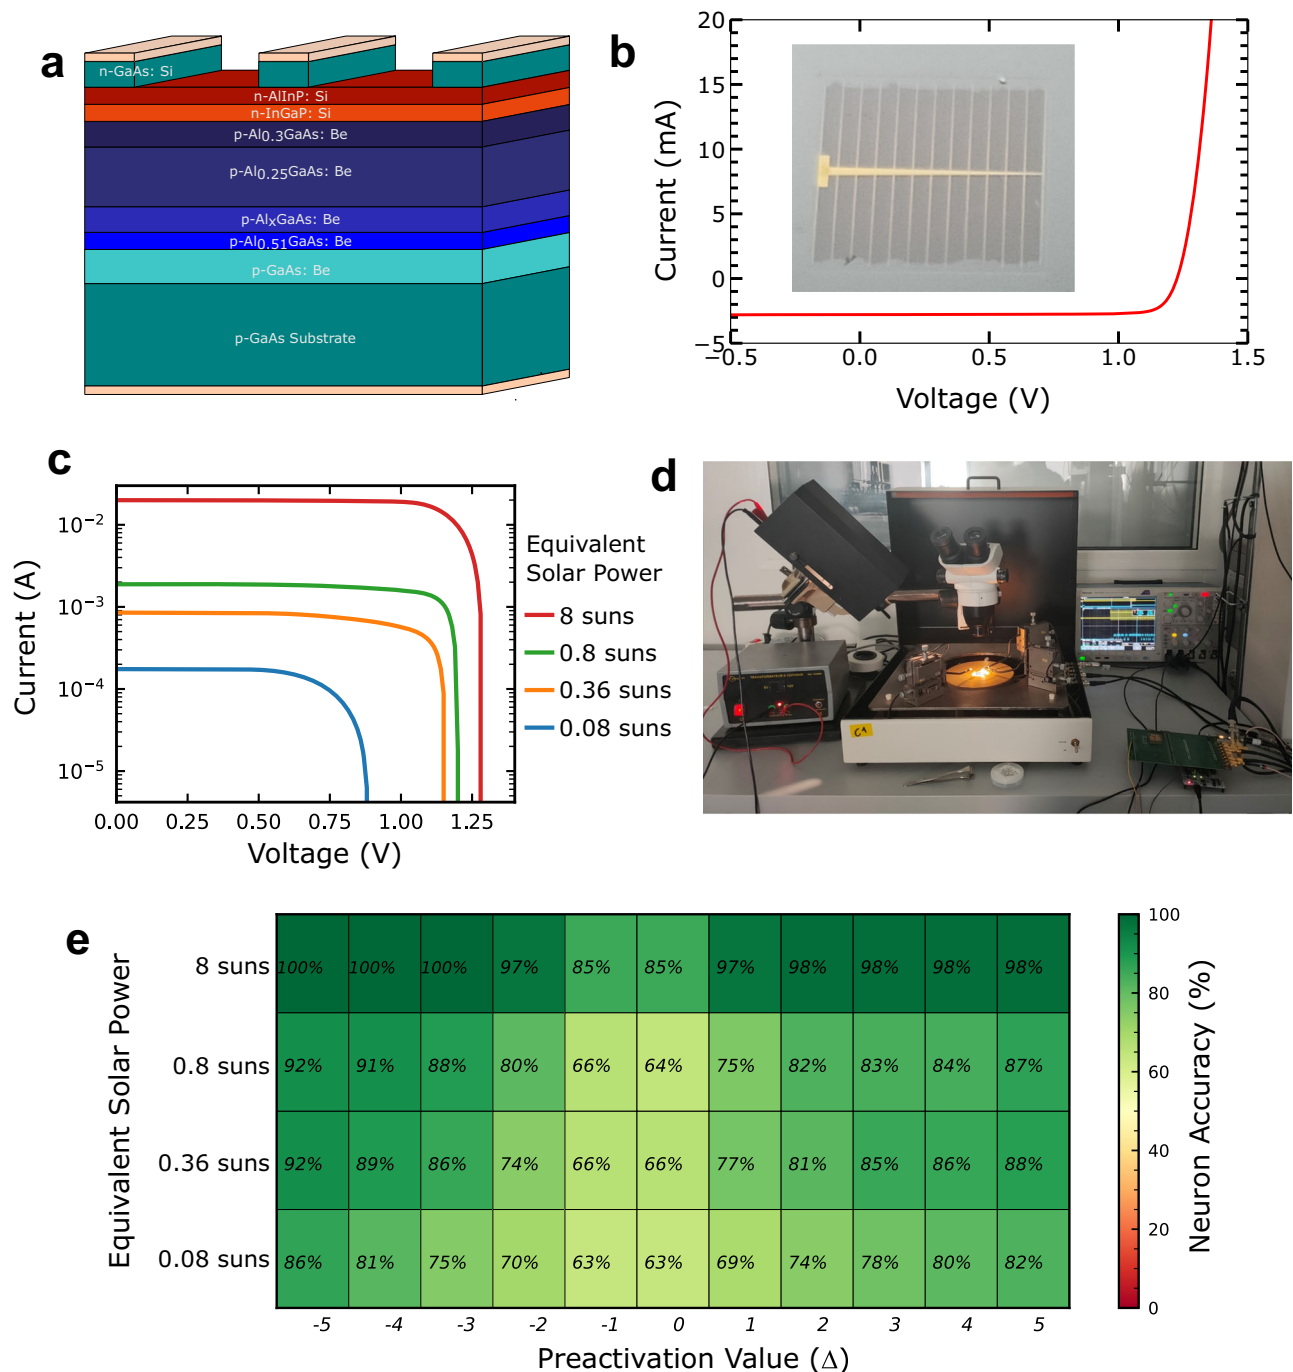 a
n-GaAs: Si
n-AlInP: Si
n-InGaP: Si
p-Al0.3GaAs: Be
p-Al0.25GaAs: Be
p-AlxGaAs: Be
p-Al0.51GaAs: Be
p-GaAs: Be
p-GaAs Substrate
b
Current (mA)
20
15
10
5
0
−5
−0.5
0.0
0.5
1.0
1.5
Voltage (V)
c
Current (A)
10−2
10−3
10−4
10−5
0.00
0.25
0.50
0.75
1.00
1.25
Voltage (V)
Equivalent
Solar Power
8 suns
0.8 suns
0.36 suns
0.08 suns
d
e
Equivalent Solar Power
8 suns 100% 100% 100% 97% 85% 85% 97% 98% 98% 98% 98%
0.8 suns 92% 91% 88% 80% 66% 64% 75% 82% 83% 84% 87%
0.36 suns 92% 89% 86% 74% 66% 66% 77% 81% 85% 86% 88%
0.08 suns 86% 81% 75% 70% 63% 63% 69% 74% 78% 80% 82%
-5 -4 -3 -2 -1 0 1 2 3 4 5
Preactivation Value (Δ)
100
80
60
40
20
0
Neuron Accuracy (%)